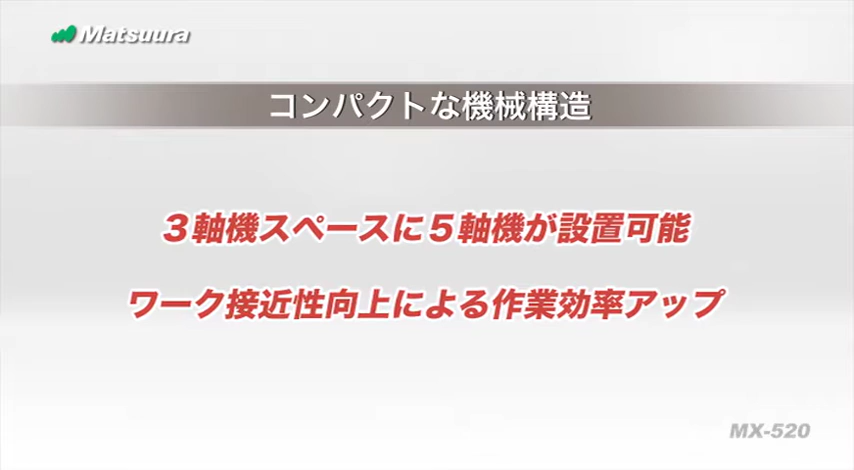 Matsuura
コンパクトな機械構造
３軸機スペースに５軸機が設置可能
ワーク接近性向上による作業効率アップ
MX-520